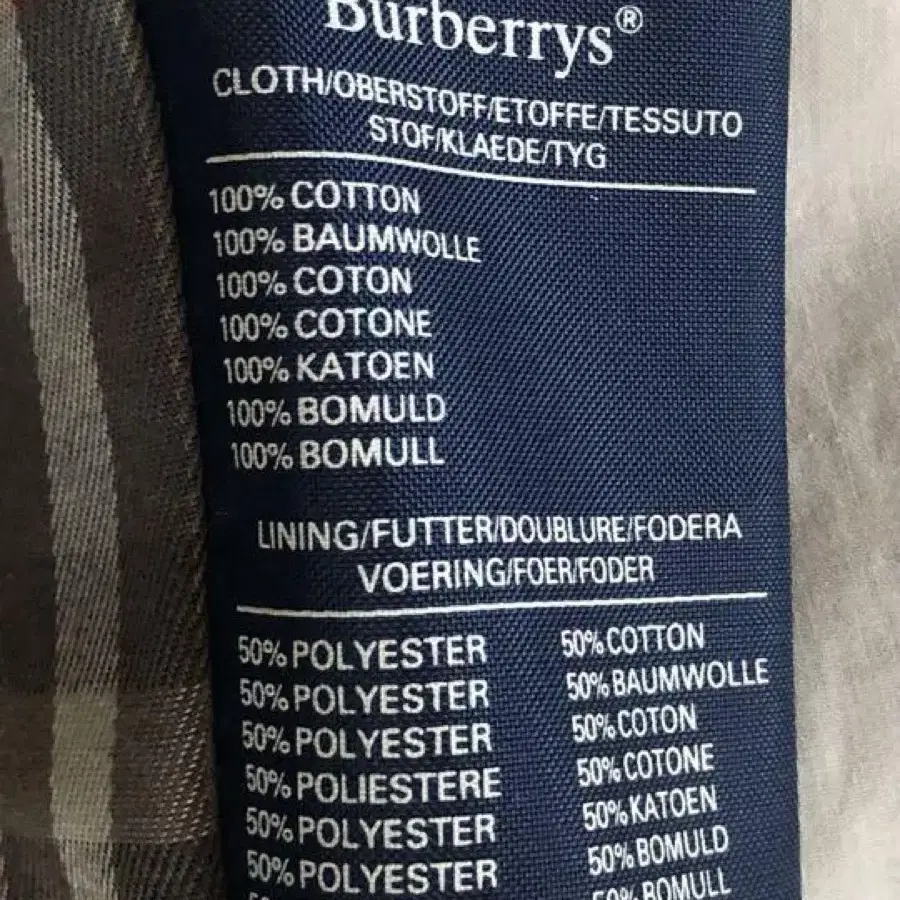 Burberrys®
CLOTH/OBERSTOFF/ETOFFE/TESSUTO
STOF/KLAEDE/TYG
100% COTTON
100% BAUMWOLLE
100% COTON
100% COTONE
100% KATOEN
100% BOMULD
100% BOMULL
LINING/FUTTER/DOUBLURE/FODERA
VOERING/FOER/FODER
50% POLYESTER 50% COTTON
50% POLYESTER 50% BAUMWOLLE
50% POLYESTER 50% COTON
50% POLIESTERE 50% COTONE
50% POLYESTER 50% KATOEN
50% POLYESTER 50% BOMULD
50% BOMULL